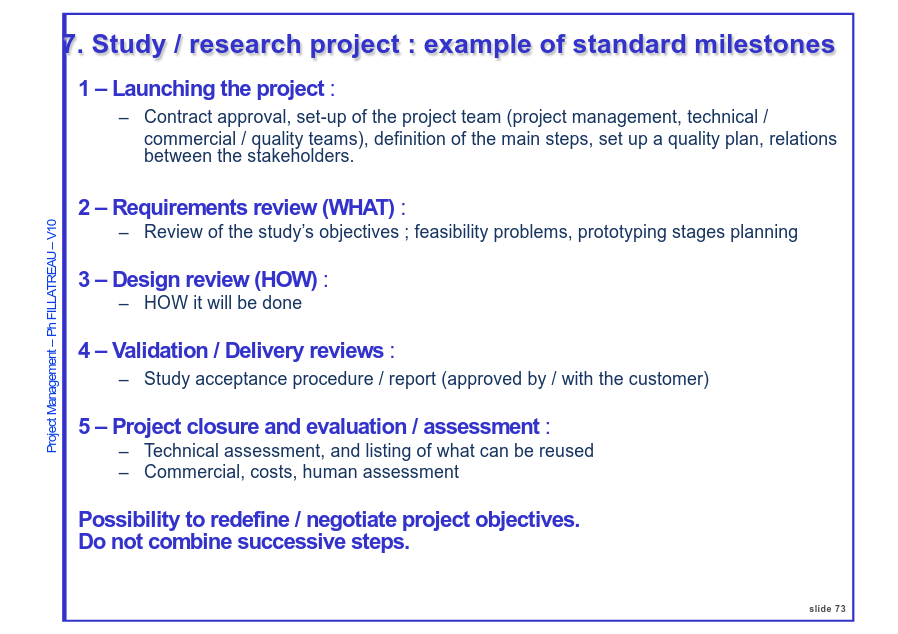 7. Study / research project : example of standard milestones
1 – Launching the project :
– Contract approval, set-up of the project team (project management, technical /
commercial / quality teams), definition of the main steps, set up a quality plan, relations
between the stakeholders.
2 – Requirements review (WHAT) :
– Review of the study’s objectives ; feasibility problems, prototyping stages planning
3 – Design review (HOW) :
– HOW it will be done
4 – Validation / Delivery reviews :
– Study acceptance procedure / report (approved by / with the customer)
5 – Project closure and evaluation / assessment :
– Technical assessment, and listing of what can be reused
– Commercial, costs, human assessment
Possibility to redefine / negotiate project objectives.
Do not combine successive steps.
Project Management – Ph FILLATREAU – V10
slide 73